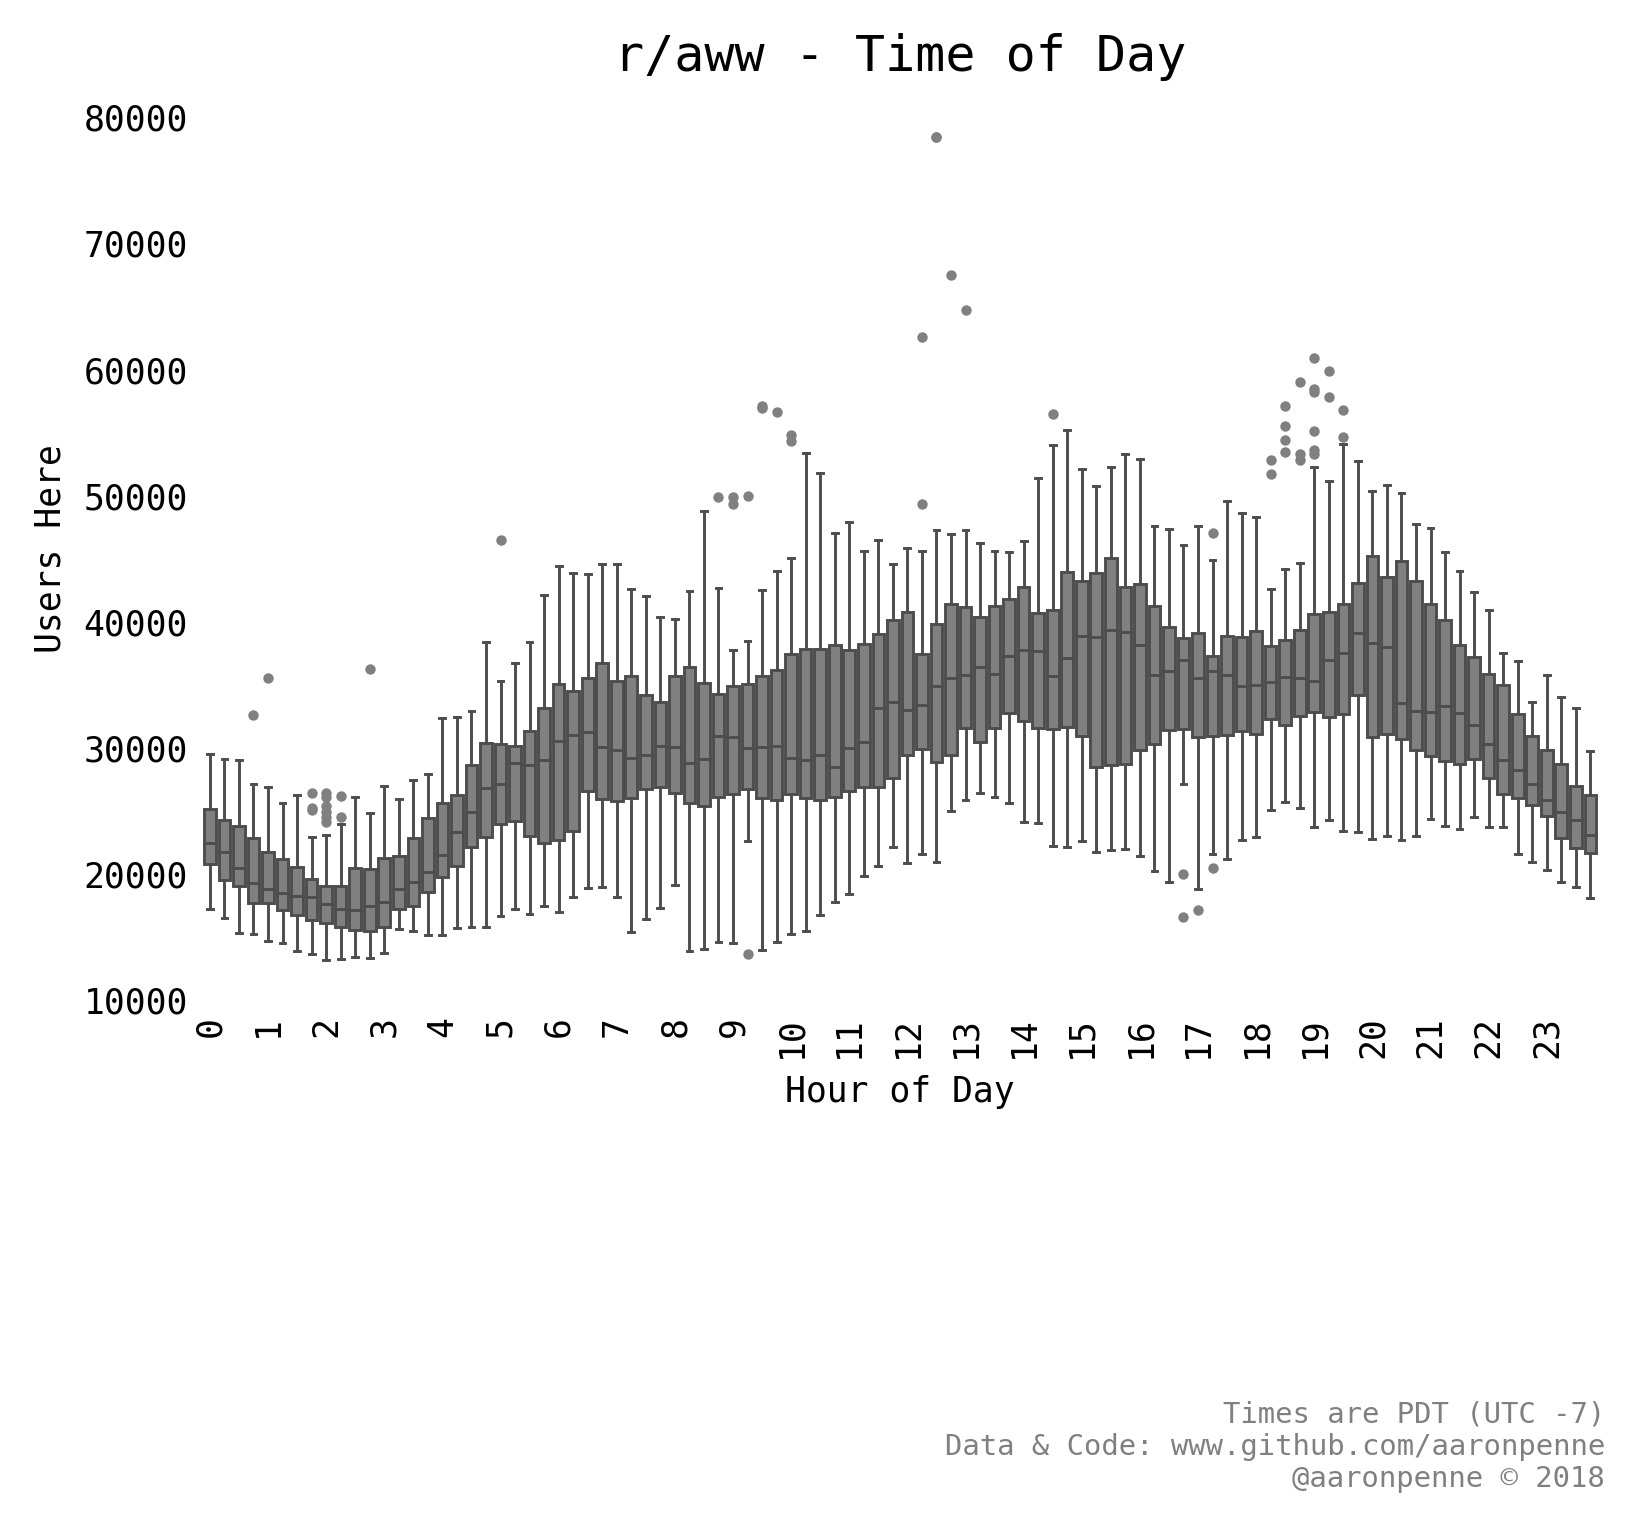 r/aww - Time of Day
80000
70000
60000
50000
40000
30000
20000
10000
Users Here
0 1 2 3 4 5 6 7 8 9 10 11 12 13 14 15 16 17 18 19 20 21 22 23
Hour of Day
Times are PDT (UTC -7)
Data & Code: www.github.com/aaronpenne
@aaronpenne © 2018